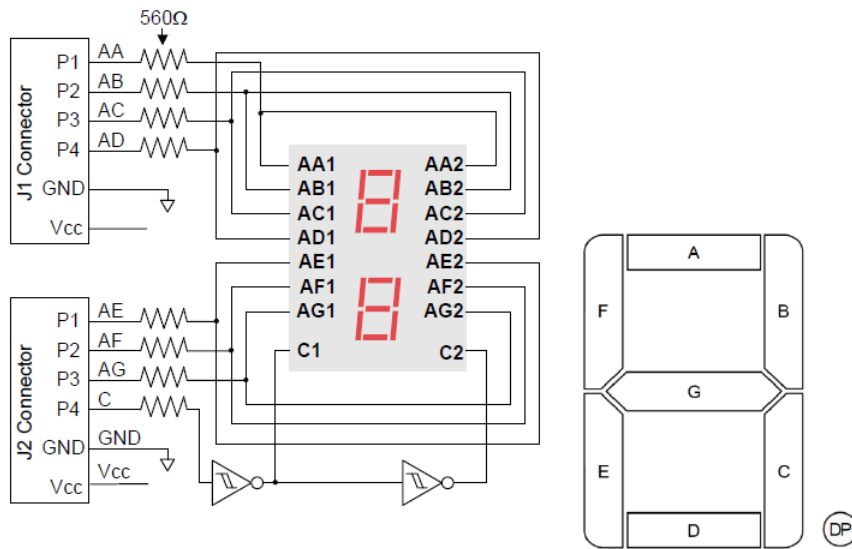 560Ω
J1 Connector
P1 AA
P2 AB
P3 AC
P4 AD
GND
Vcc
AA1 AA2
AB1 AB2
AC1 AC2
AD1 AD2
AE1 AE2
AF1 AF2
AG1 AG2
C1 C2
J2 Connector
P1 AE
P2 AF
P3 AG
P4 C
GND GND
Vcc Vcc
A
F B
G
E C
D
DP